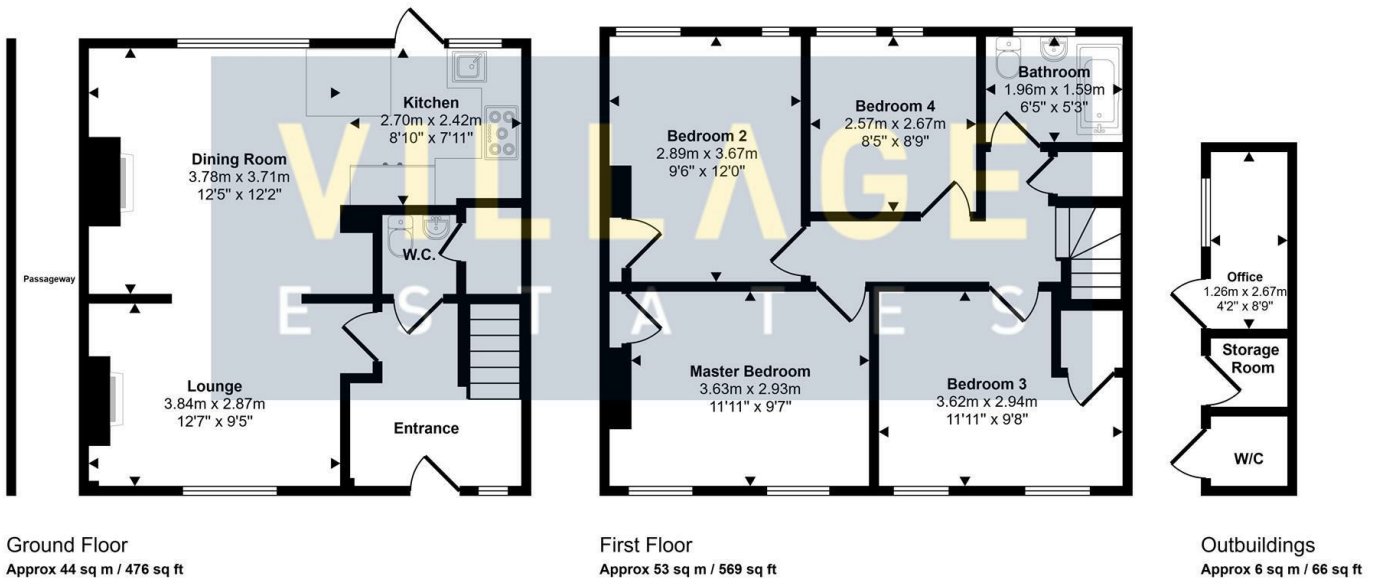 Kitchen
2.70m x 2.42m
8'10" x 7'11"
Dining Room
3.78m x 3.71m
12'5" x 12'2"
W.C.
Passageway
Lounge
3.84m x 2.87m
12'7" x 9'5"
Entrance
Ground Floor
Approx 44 sq m / 476 sq ft
ViLLAGE
ESTATES
Bathroom
1.96m x 1.59m
6'5" x 5'3"
Bedroom 4
2.57m x 2.67m
8'5" x 8'9"
Bedroom 2
2.89m x 3.67m
9'6" x 12'0"
Master Bedroom
3.63m x 2.93m
11'11" x 9'7"
Bedroom 3
3.62m x 2.94m
11'11" x 9'8"
First Floor
Approx 53 sq m / 569 sq ft
Office
1.26m x 2.67m
4'2" x 8'9"
Storage
Room
W/C
Outbuildings
Approx 6 sq m / 66 sq ft